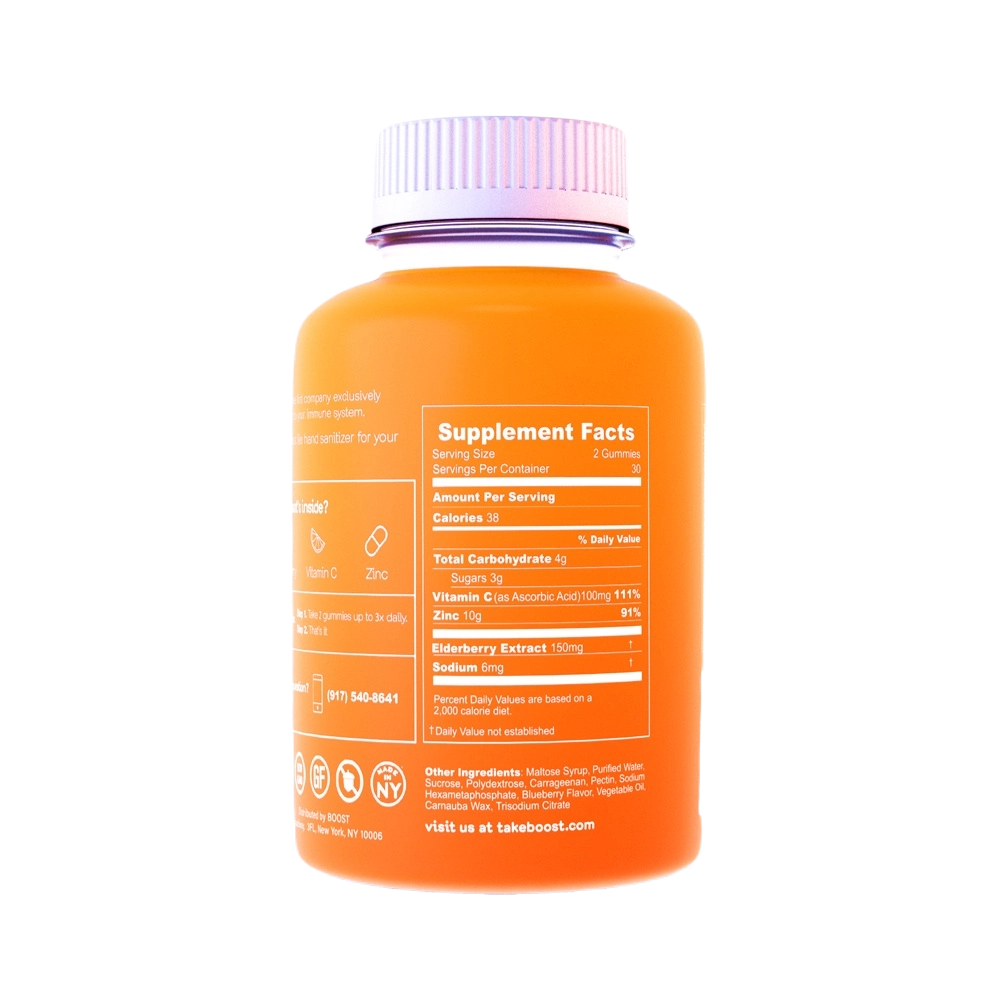 company exclusively
immune system.
hand sanitizer for your
inside?
Vitamin C
Zinc
Step 1. Take 2 gummies up to 3x daily.
Step 2. That's it
(917) 540-8641
GF
MADE IN NY
Distributed by BOOST
3FL, New York, NY 10006
Supplement Facts
Serving Size 2 Gummies
Servings Per Container 30
Amount Per Serving
Calories 38
% Daily Value
Total Carbohydrate 4g
Sugars 3g
Vitamin C (as Ascorbic Acid) 100mg 111%
Zinc 10g 91%
Elderberry Extract 150mg †
Sodium 6mg †
Percent Daily Values are based on a
2,000 calorie diet.
† Daily Value not established
Other Ingredients: Maltose Syrup, Purified Water,
Sucrose, Polydextrose, Carrageenan, Pectin, Sodium
Hexametaphosphate, Blueberry Flavor, Vegetable Oil,
Carnauba Wax, Trisodium Citrate
visit us at takeboost.com